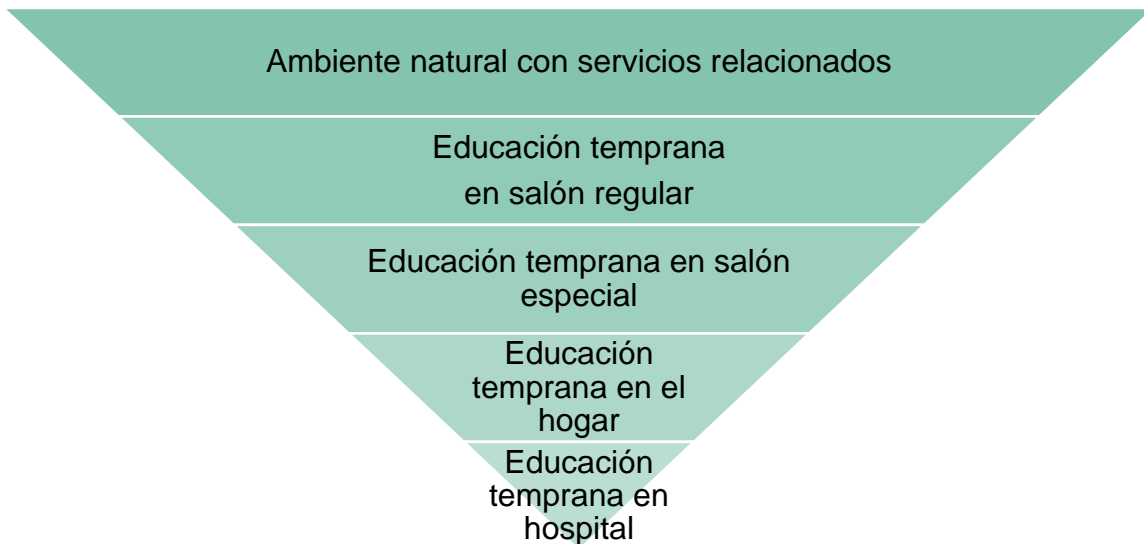 Ambiente natural con servicios relacionados
Educación temprana
en salón regular
Educación temprana en salón
especial
Educación
temprana en el
hogar
Educación
temprana en
hospital